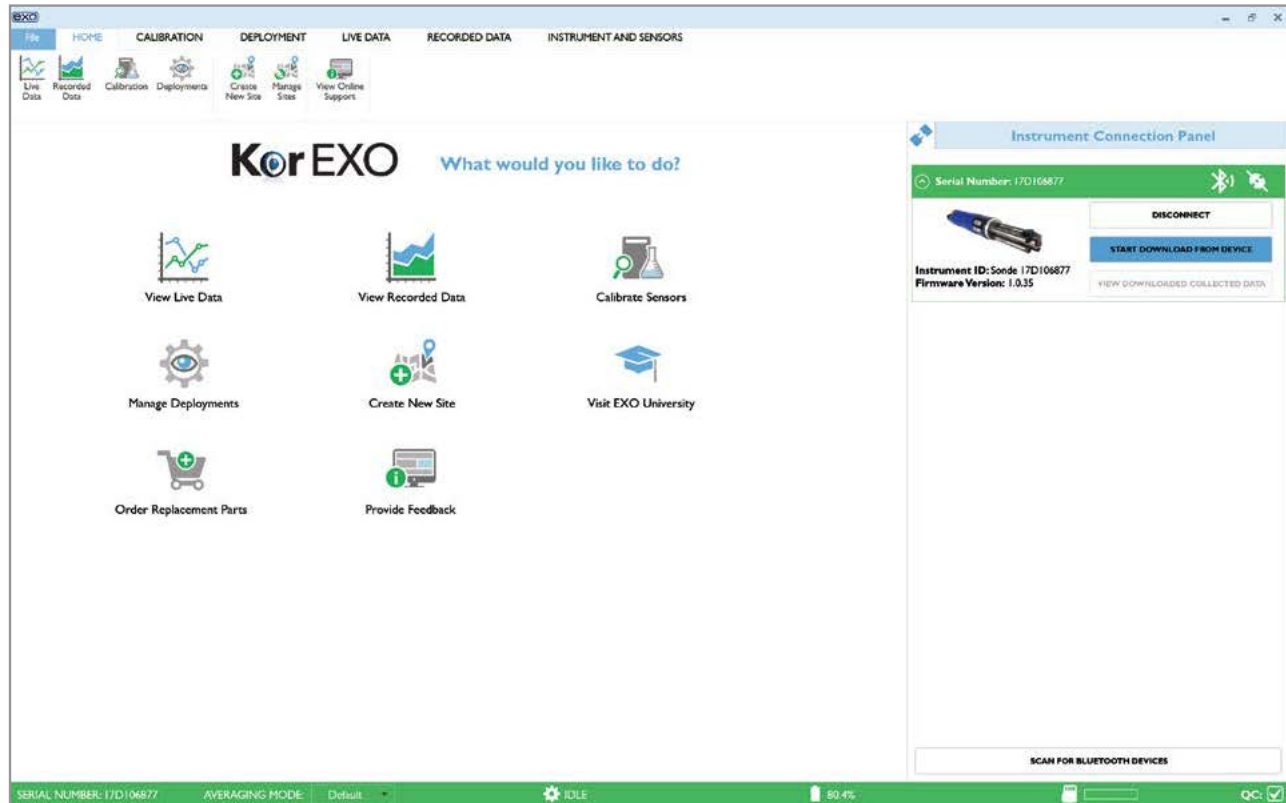 exo
File HOME CALIBRATION DEPLOYMENT LIVE DATA RECORDED DATA INSTRUMENT AND SENSORS
Live Data
Recorded Data
Calibration
Deployments
Create New Site
Manage Sites
View Online Support
KorEXO What would you like to do?
View Live Data
View Recorded Data
Calibrate Sensors
Manage Deployments
Create New Site
Visit EXO University
Order Replacement Parts
Provide Feedback
Instrument Connection Panel
Serial Number: 17D106877
DISCONNECT
START DOWNLOAD FROM DEVICE
Instrument ID: Sonde 17D106877
Firmware Version: 1.0.35
VIEW DOWNLOADED COLLECTED DATA
SCAN FOR BLUETOOTH DEVICES
SERIAL NUMBER: 17D106877 AVERAGING MODE: Default IDLE 80.4% QC: